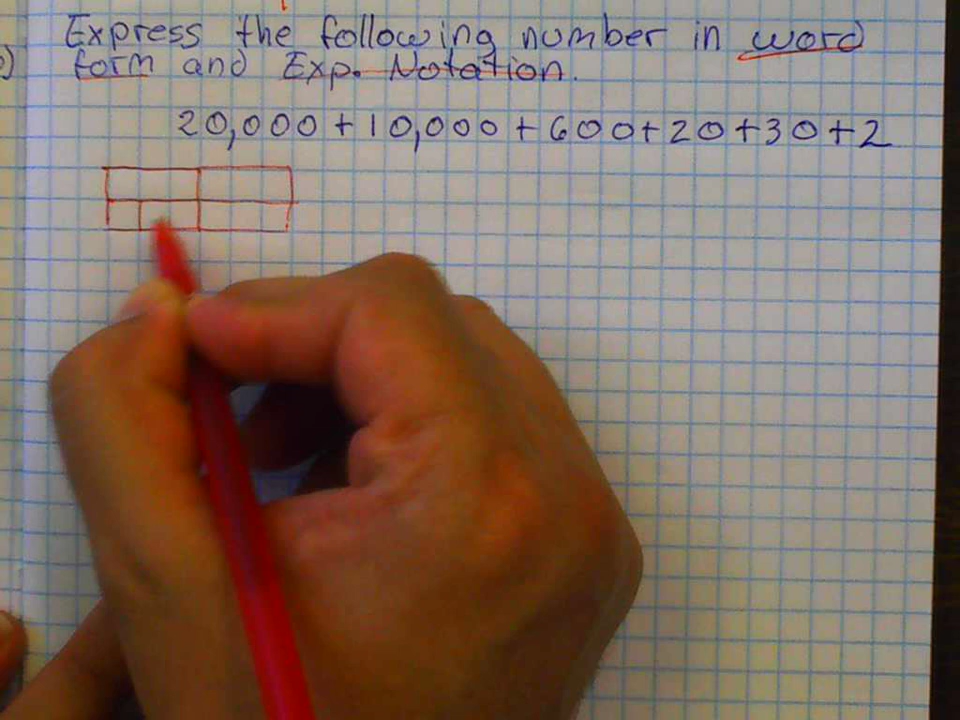 Express the following number in word
form and Exp. Notation.
20,000 + 10,000 + 600 + 20 + 30 + 2